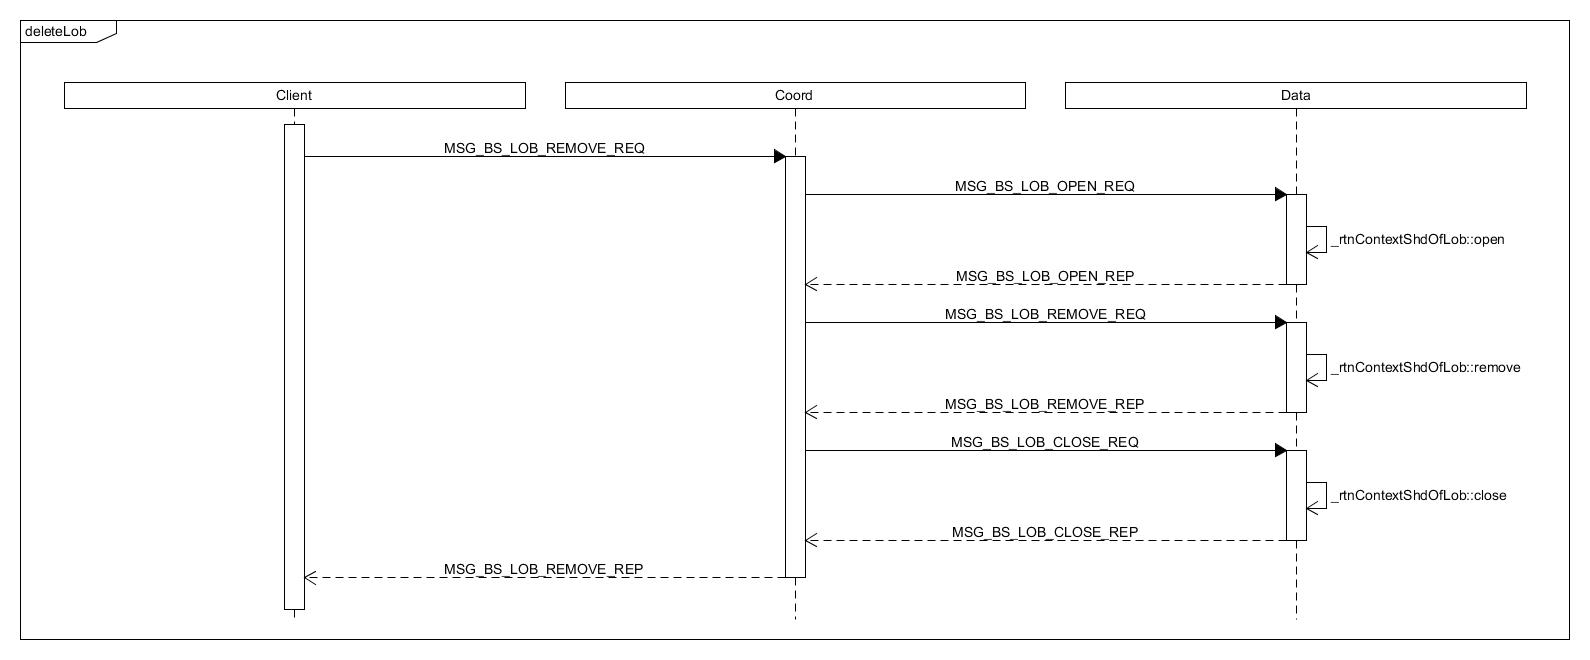 deleteLob
Client
Coord
Data
MSG_BS_LOB_REMOVE_REQ
MSG_BS_LOB_OPEN_REQ
_rtnContextShdOfLob::open
MSG_BS_LOB_OPEN_REP
MSG_BS_LOB_REMOVE_REQ
_rtnContextShdOfLob::remove
MSG_BS_LOB_REMOVE_REP
MSG_BS_LOB_CLOSE_REQ
_rtnContextShdOfLob::close
MSG_BS_LOB_CLOSE_REP
MSG_BS_LOB_REMOVE_REP